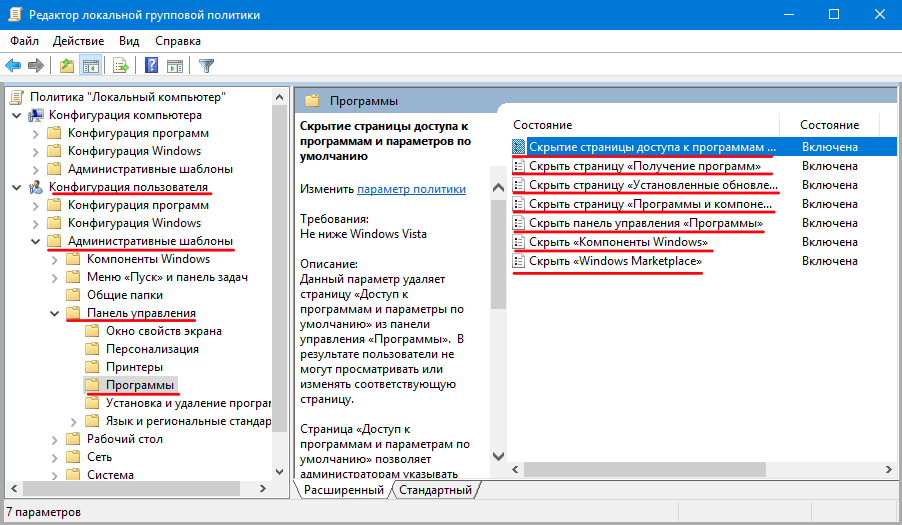 Редактор локальной групповой политики
Файл Действие Вид Справка
Политика "Локальный компьютер"
Конфигурация компьютера
Конфигурация программ
Конфигурация Windows
Административные шаблоны
Конфигурация пользователя
Конфигурация программ
Конфигурация Windows
Административные шаблоны
Компоненты Windows
Меню «Пуск» и панель задач
Общие папки
Панель управления
Окно свойств экрана
Персонализация
Принтеры
Программы
Установка и удаление програм
Язык и региональные стандар
Рабочий стол
Сеть
Система
Программы
Скрытие страницы доступа к
программам и параметров по
умолчанию
Изменить параметр политики
Требования:
Не ниже Windows Vista
Описание:
Данный параметр удаляет
страницу «Доступ к
программам и параметры по
умолчанию» из панели
управления «Программы». В
результате пользователи не
могут просматривать или
изменять соответствующую
страницу.
Страница «Доступ к
программам и параметрам по
умолчанию» позволяет
администраторам указывать
Состояние Состояние
Скрытие страницы доступа к программам ... Включена
Скрыть страницу «Получение программ» Включена
Скрыть страницу «Установленные обновле... Включена
Скрыть страницу «Программы и компоне... Включена
Скрыть панель управления «Программы» Включена
Скрыть «Компоненты Windows» Включена
Скрыть «Windows Marketplace» Включена
Расширенный Стандартный
7 параметров